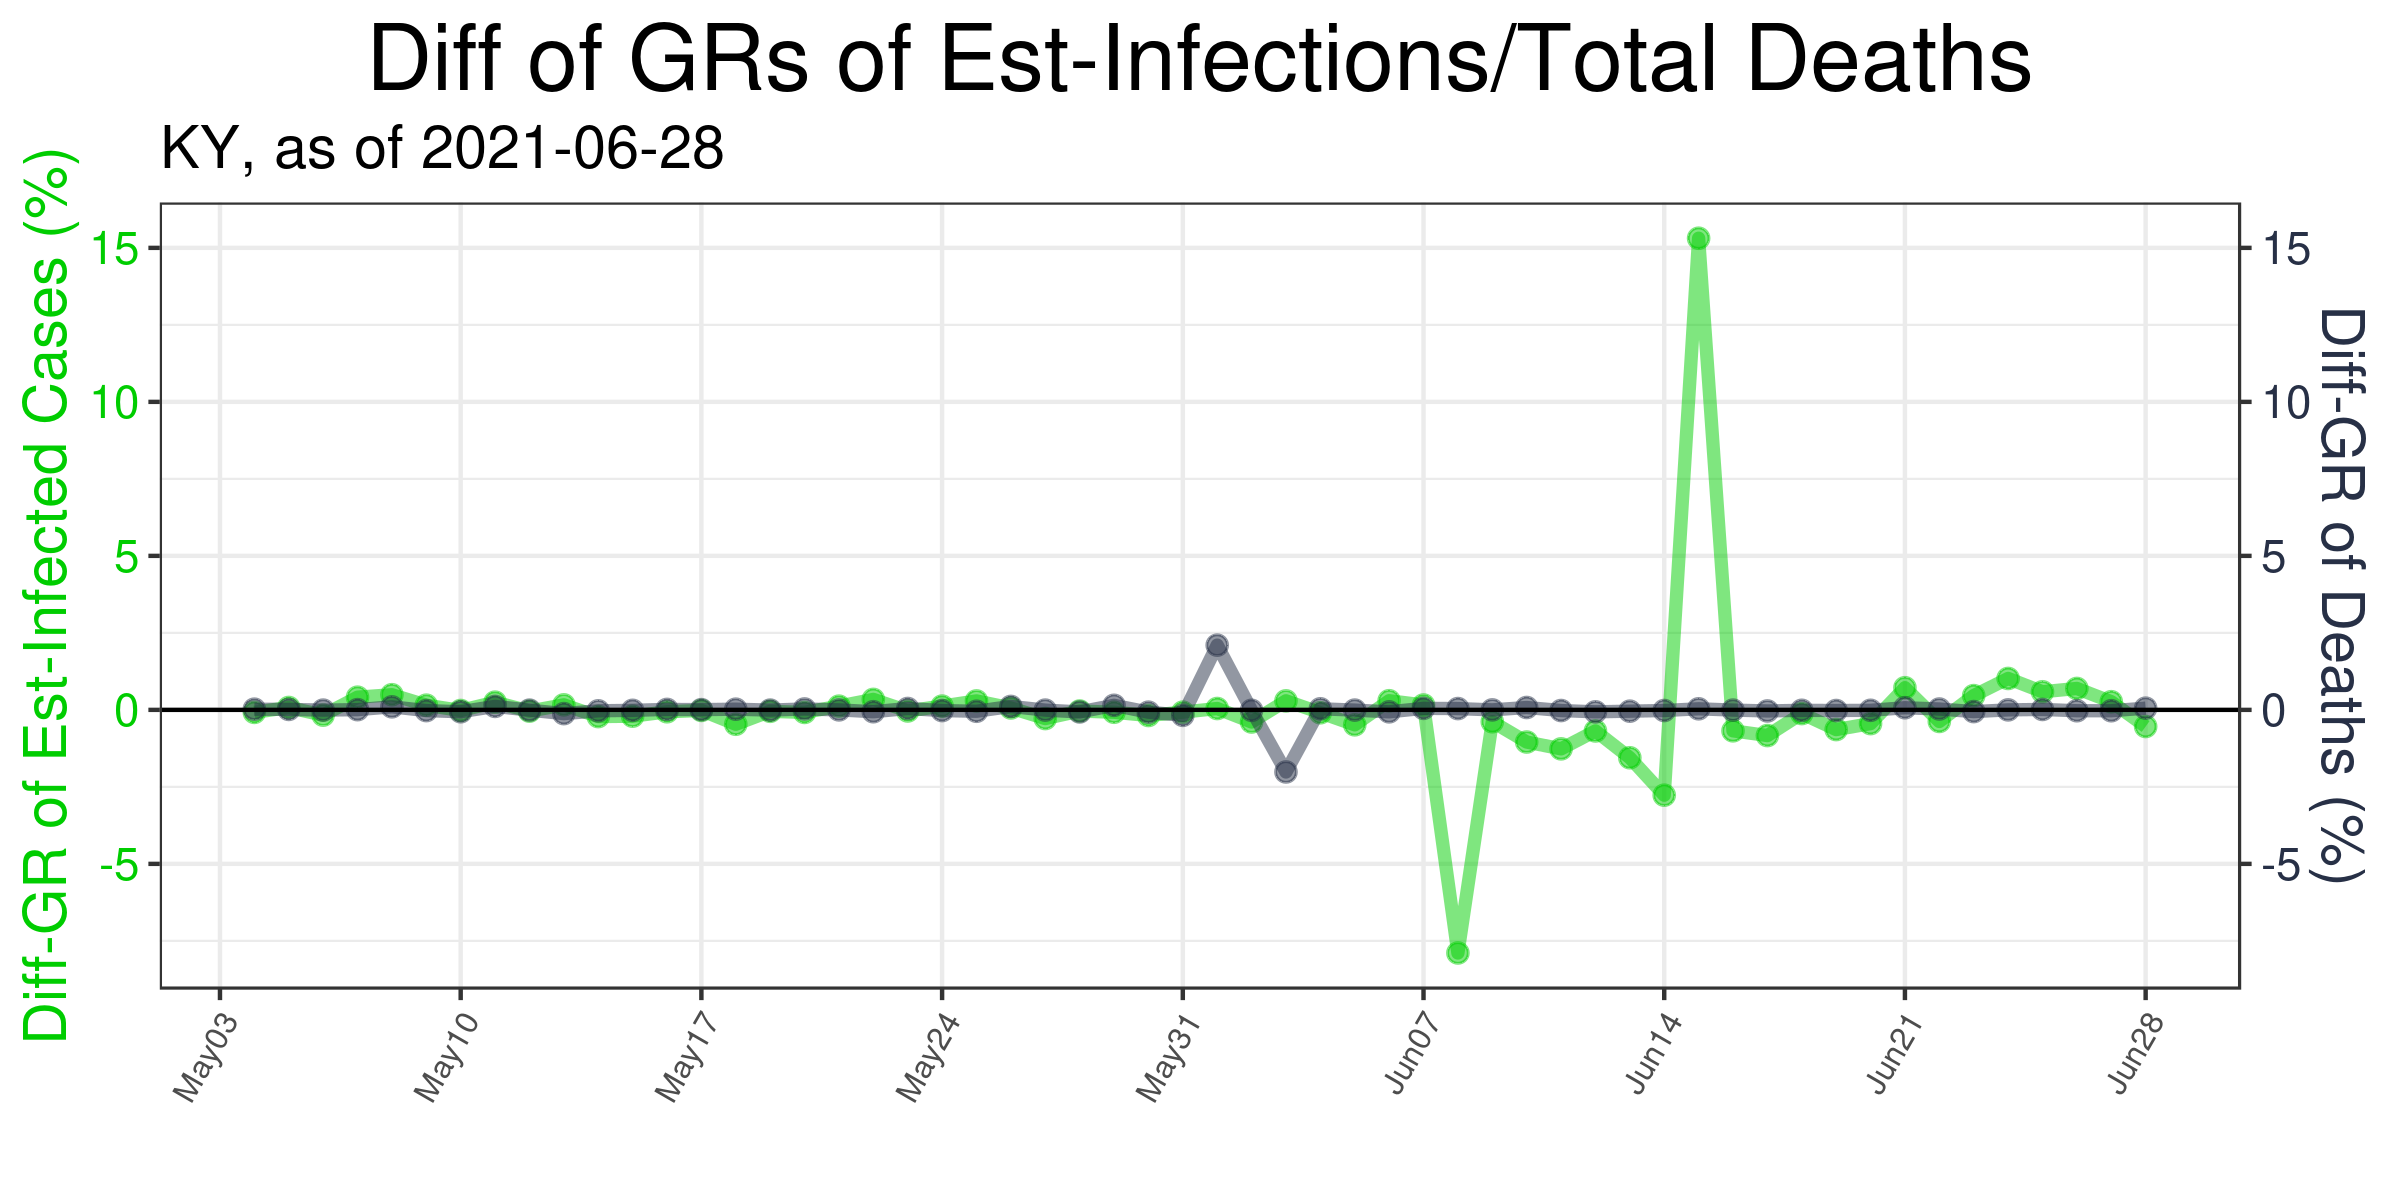 Diff of GRs of Est-Infections/Total Deaths
KY, as of 2021-06-28
Diff-GR of Est-Infected Cases (%)
15
10
5
0
-5
15
10
5
0
-5
Diff-GR of Deaths (%)
May03
May10
May17
May24
May31
Jun07
Jun14
Jun21
Jun28